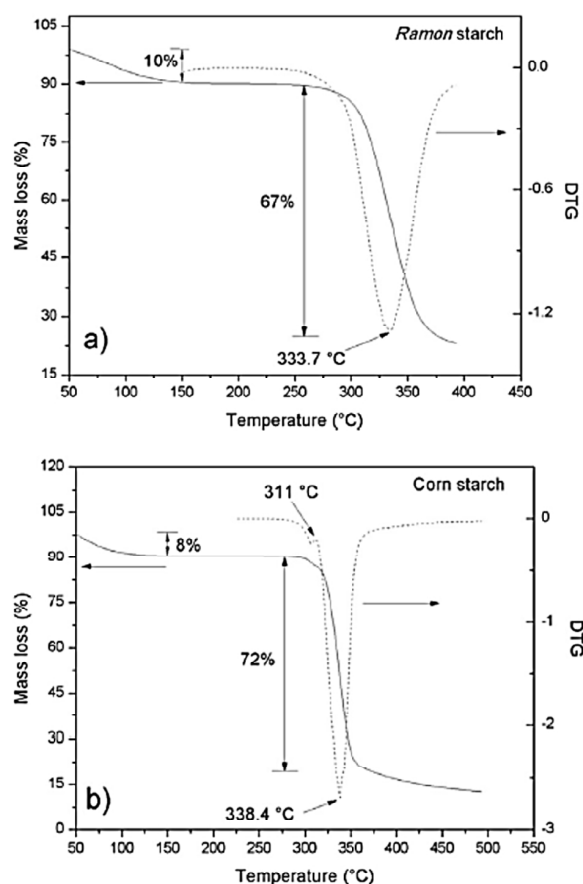 Ramon starch
105
90
75
60
45
30
15
Mass loss (%)
10%
67%
333.7 °C
0.0
-0.6
-1.2
DTG
a)
50 100 150 200 250 300 350 400 450
Temperature (°C)
Corn starch
120
105
90
75
60
45
30
15
0
Mass loss (%)
311 °C
8%
72%
338.4 °C
0
-1
-2
-3
DTG
b)
50 100 150 200 250 300 350 400 450 500 550
Temperature (°C)